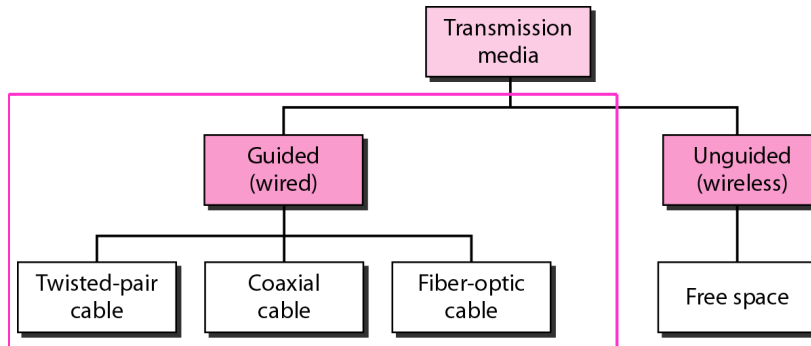 Transmission
media
Guided
(wired)
Unguided
(wireless)
Twisted-pair
cable
Coaxial
cable
Fiber-optic
cable
Free space